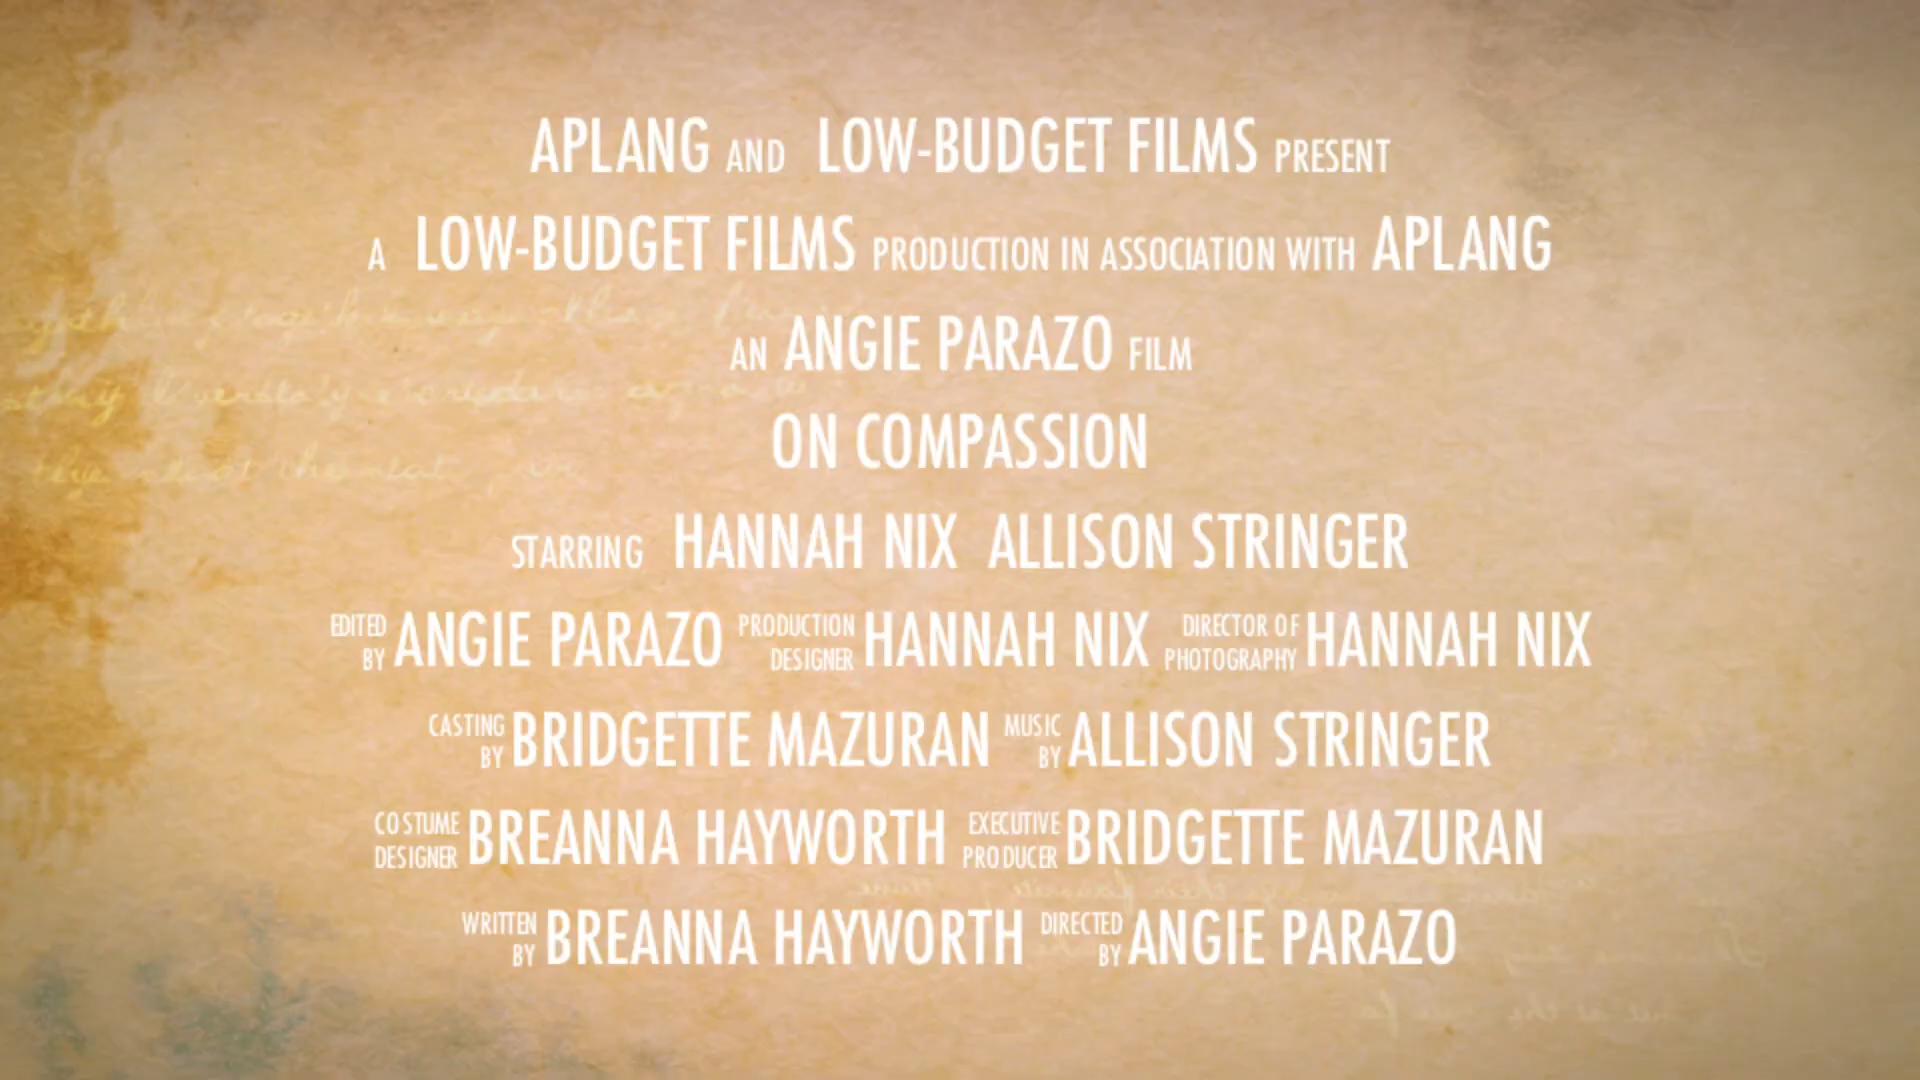 APLANG AND LOW-BUDGET FILMS PRESENT
A LOW-BUDGET FILMS PRODUCTION IN ASSOCIATION WITH APLANG
AN ANGIE PARAZO FILM
ON COMPASSION
STARRING HANNAH NIX ALLISON STRINGER
EDITED BY ANGIE PARAZO PRODUCTION DESIGNER HANNAH NIX DIRECTOR OF PHOTOGRAPHY HANNAH NIX
CASTING BY BRIDGETTE MAZURAN MUSIC BY ALLISON STRINGER
COSTUME DESIGNER BREANNA HAYWORTH EXECUTIVE PRODUCER BRIDGETTE MAZURAN
WRITTEN BY BREANNA HAYWORTH DIRECTED BY ANGIE PARAZO